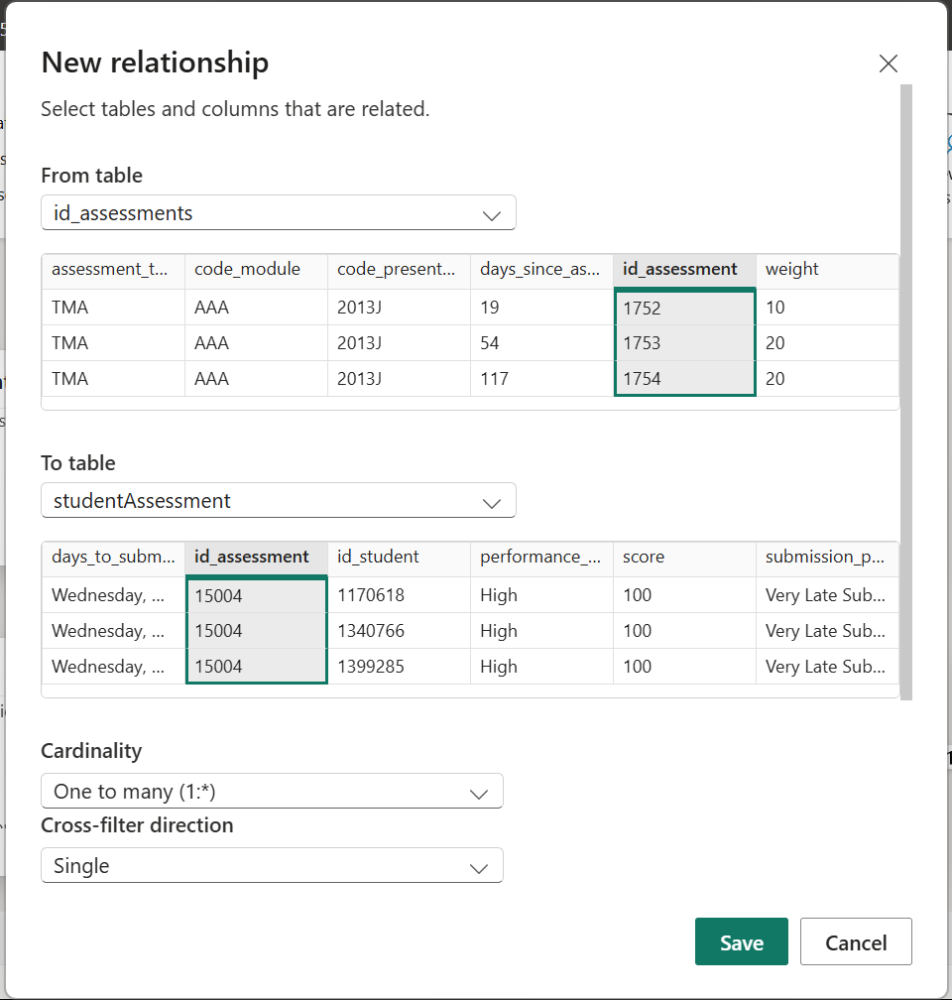 New relationship
Select tables and columns that are related.
From table
id_assessments
assessment_t... code_module code_present... days_since_as... id_assessment weight
TMA AAA 2013J 19 1752 10
TMA AAA 2013J 54 1753 20
TMA AAA 2013J 117 1754 20
To table
studentAssessment
days_to_subm... id_assessment id_student performance_... score submission_p...
Wednesday, ... 15004 1170618 High 100 Very Late Sub...
Wednesday, ... 15004 1340766 High 100 Very Late Sub...
Wednesday, ... 15004 1399285 High 100 Very Late Sub...
Cardinality
One to many (1:*)
Cross-filter direction
Single
Save Cancel